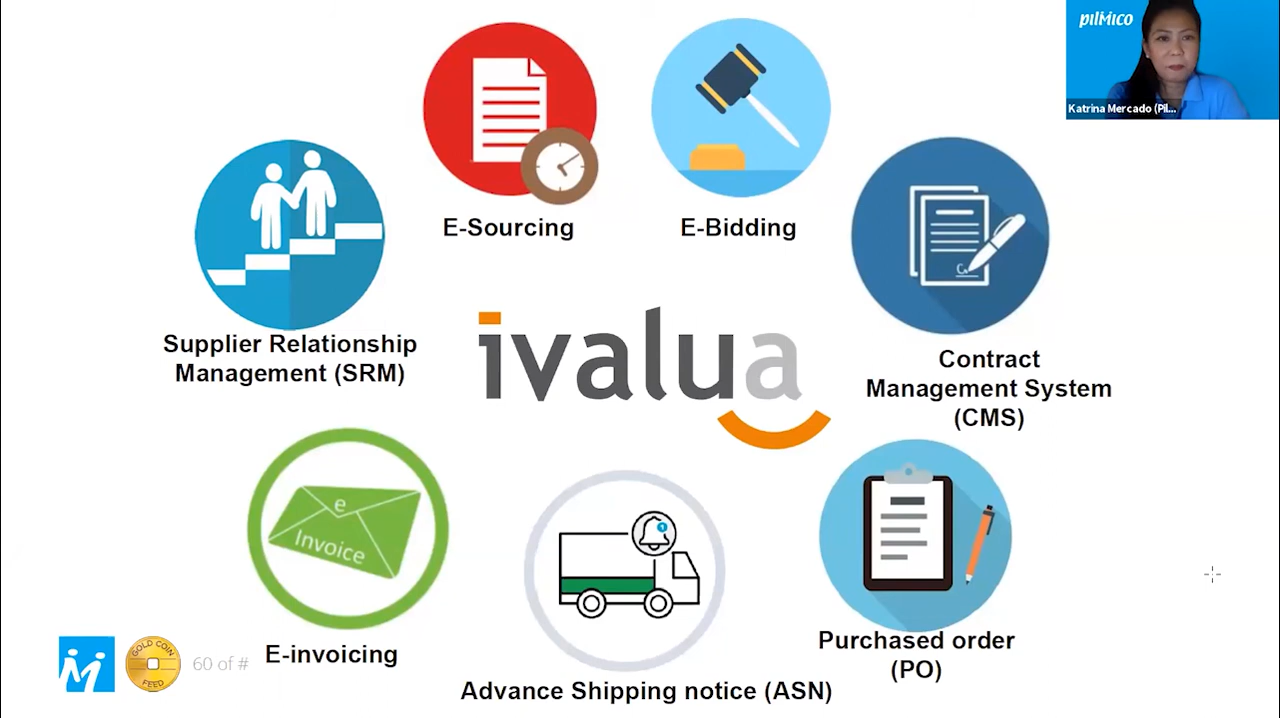 PILMICO
Katrina Mercado (Pil...
E-Sourcing
E-Bidding
Supplier Relationship
Management (SRM)
ivalua
Contract
Management System
(CMS)
e
Invoice
1
E-invoicing
Purchased order
(PO)
GOLD COIN
FEED
60 of #
Advance Shipping notice (ASN)